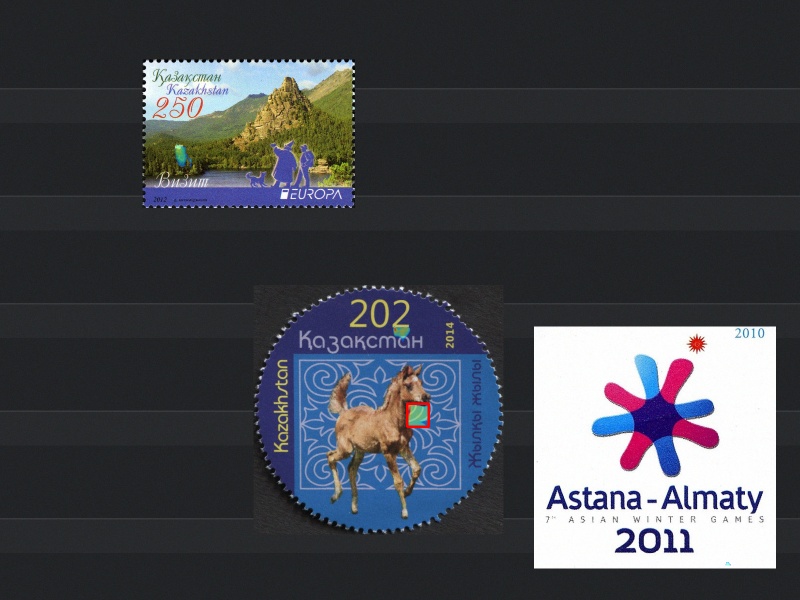 Қазақстан
Kazakhstan
250
Визит
2012
EUROPA
202
Қазақстан
2014
Kazakhstan
Жылқы жылы
2010
Astana-Almaty
7th ASIAN WINTER GAMES
2011